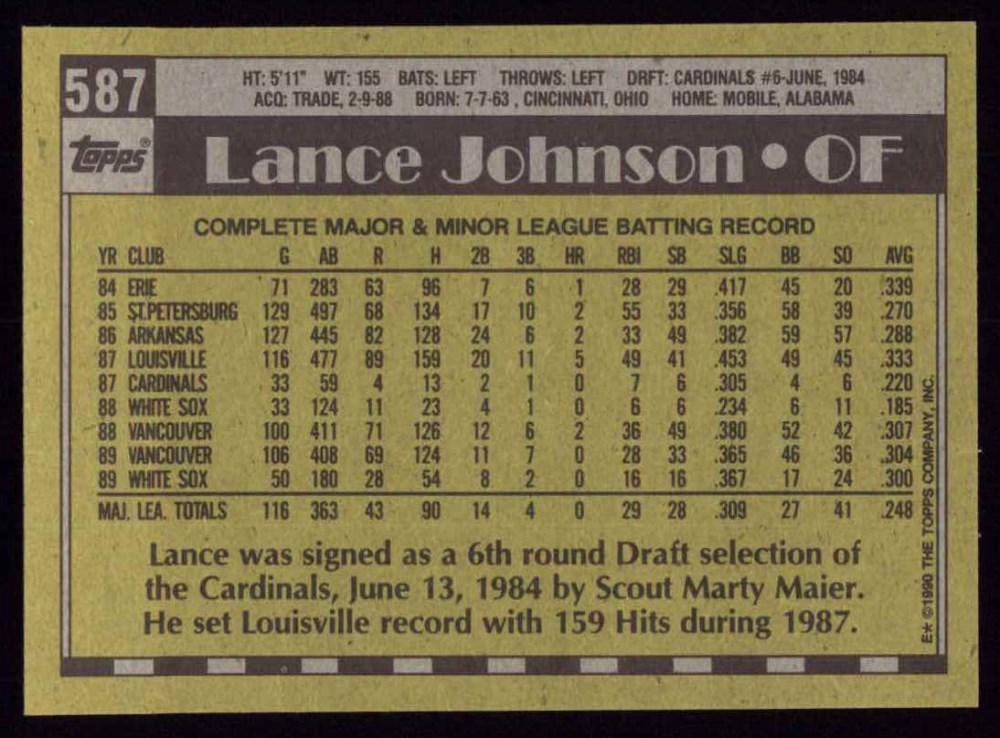 587
HT: 5'11" WT: 155 BATS: LEFT THROWS: LEFT DRFT: CARDINALS #6-JUNE, 1984
ACQ: TRADE, 2-9-88 BORN: 7-7-63, CINCINNATI, OHIO HOME: MOBILE, ALABAMA
topps®
Lance Johnson • OF
COMPLETE MAJOR & MINOR LEAGUE BATTING RECORD
YR CLUB G AB R H 2B 3B HR RBI SB SLG BB SO AVG
84 ERIE 71 283 63 96 7 6 1 28 29 .417 45 20 .339
85 ST.PETERSBURG 129 497 68 134 17 10 2 55 33 .356 58 39 .270
86 ARKANSAS 127 445 82 128 24 6 2 33 49 .382 59 57 .288
87 LOUISVILLE 116 477 89 159 20 11 5 49 41 .453 49 45 .333
87 CARDINALS 33 59 4 13 2 1 0 7 6 .305 4 6 .220
88 WHITE SOX 33 124 11 23 4 1 0 6 6 .234 6 11 .185
88 VANCOUVER 100 411 71 126 12 6 2 36 49 .380 52 42 .307
89 VANCOUVER 106 408 69 124 11 7 0 28 33 .365 46 36 .304
89 WHITE SOX 50 180 28 54 8 2 0 16 16 .367 17 24 .300
MAJ. LEA. TOTALS 116 363 43 90 14 4 0 29 28 .309 27 41 .248
Lance was signed as a 6th round Draft selection of
the Cardinals, June 13, 1984 by Scout Marty Maier.
He set Louisville record with 159 Hits during 1987.
E* ©1990 THE TOPPS COMPANY, INC.